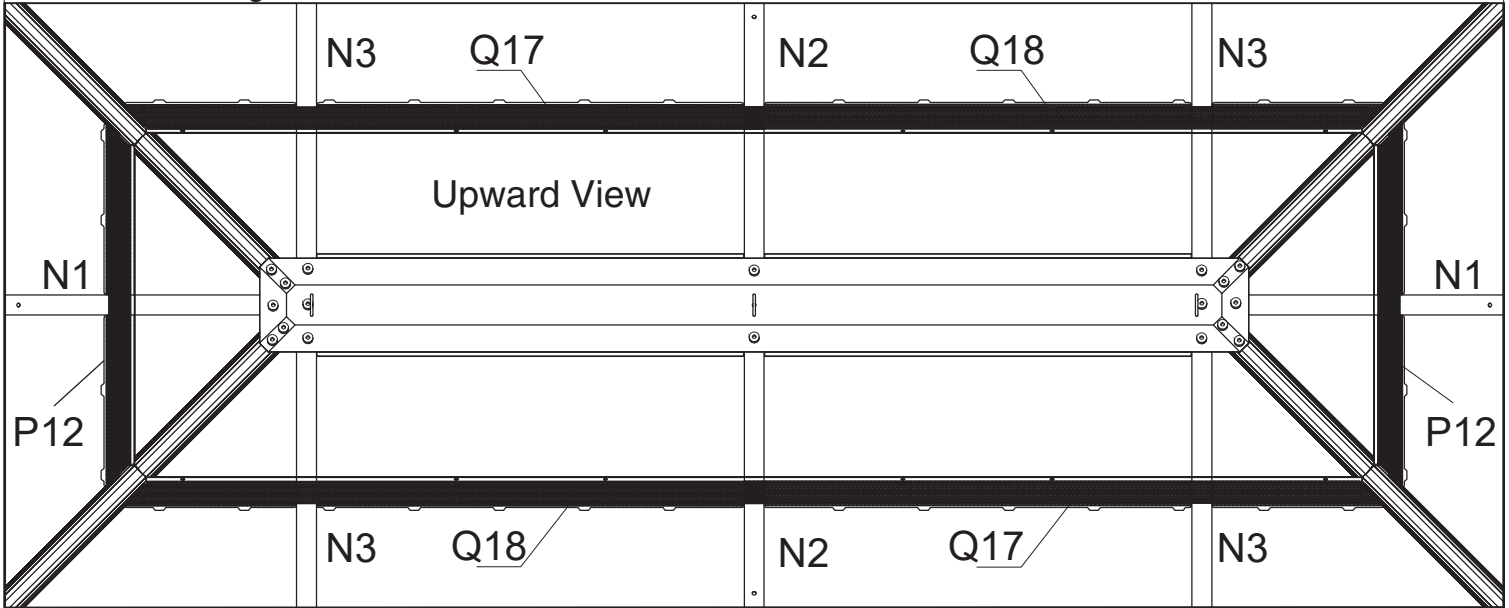 N3 Q17 N2 Q18 N3
Upward View
N1 N1
P12 P12
N3 Q18 N2 Q17 N3